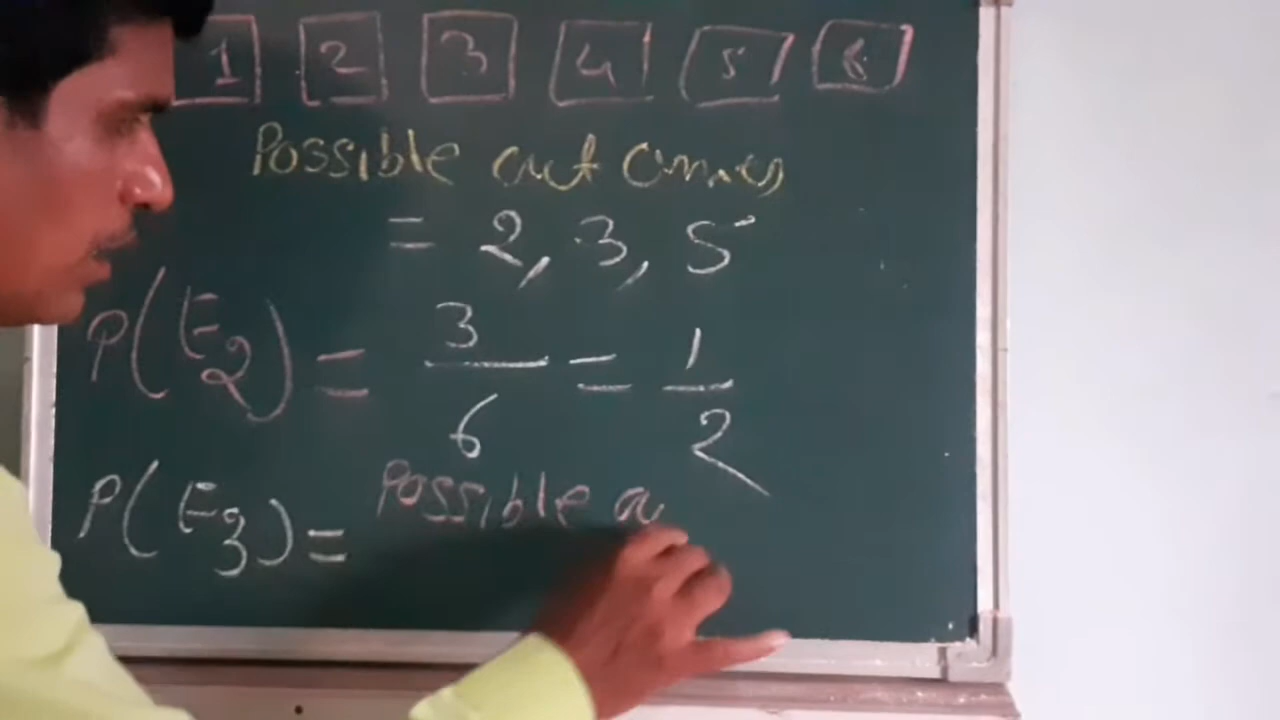 1 2 3 4 5 6
Possible out comes
= 2, 3, 5
P(E2) = 3/6 = 1/2
P(E3) = Possible o